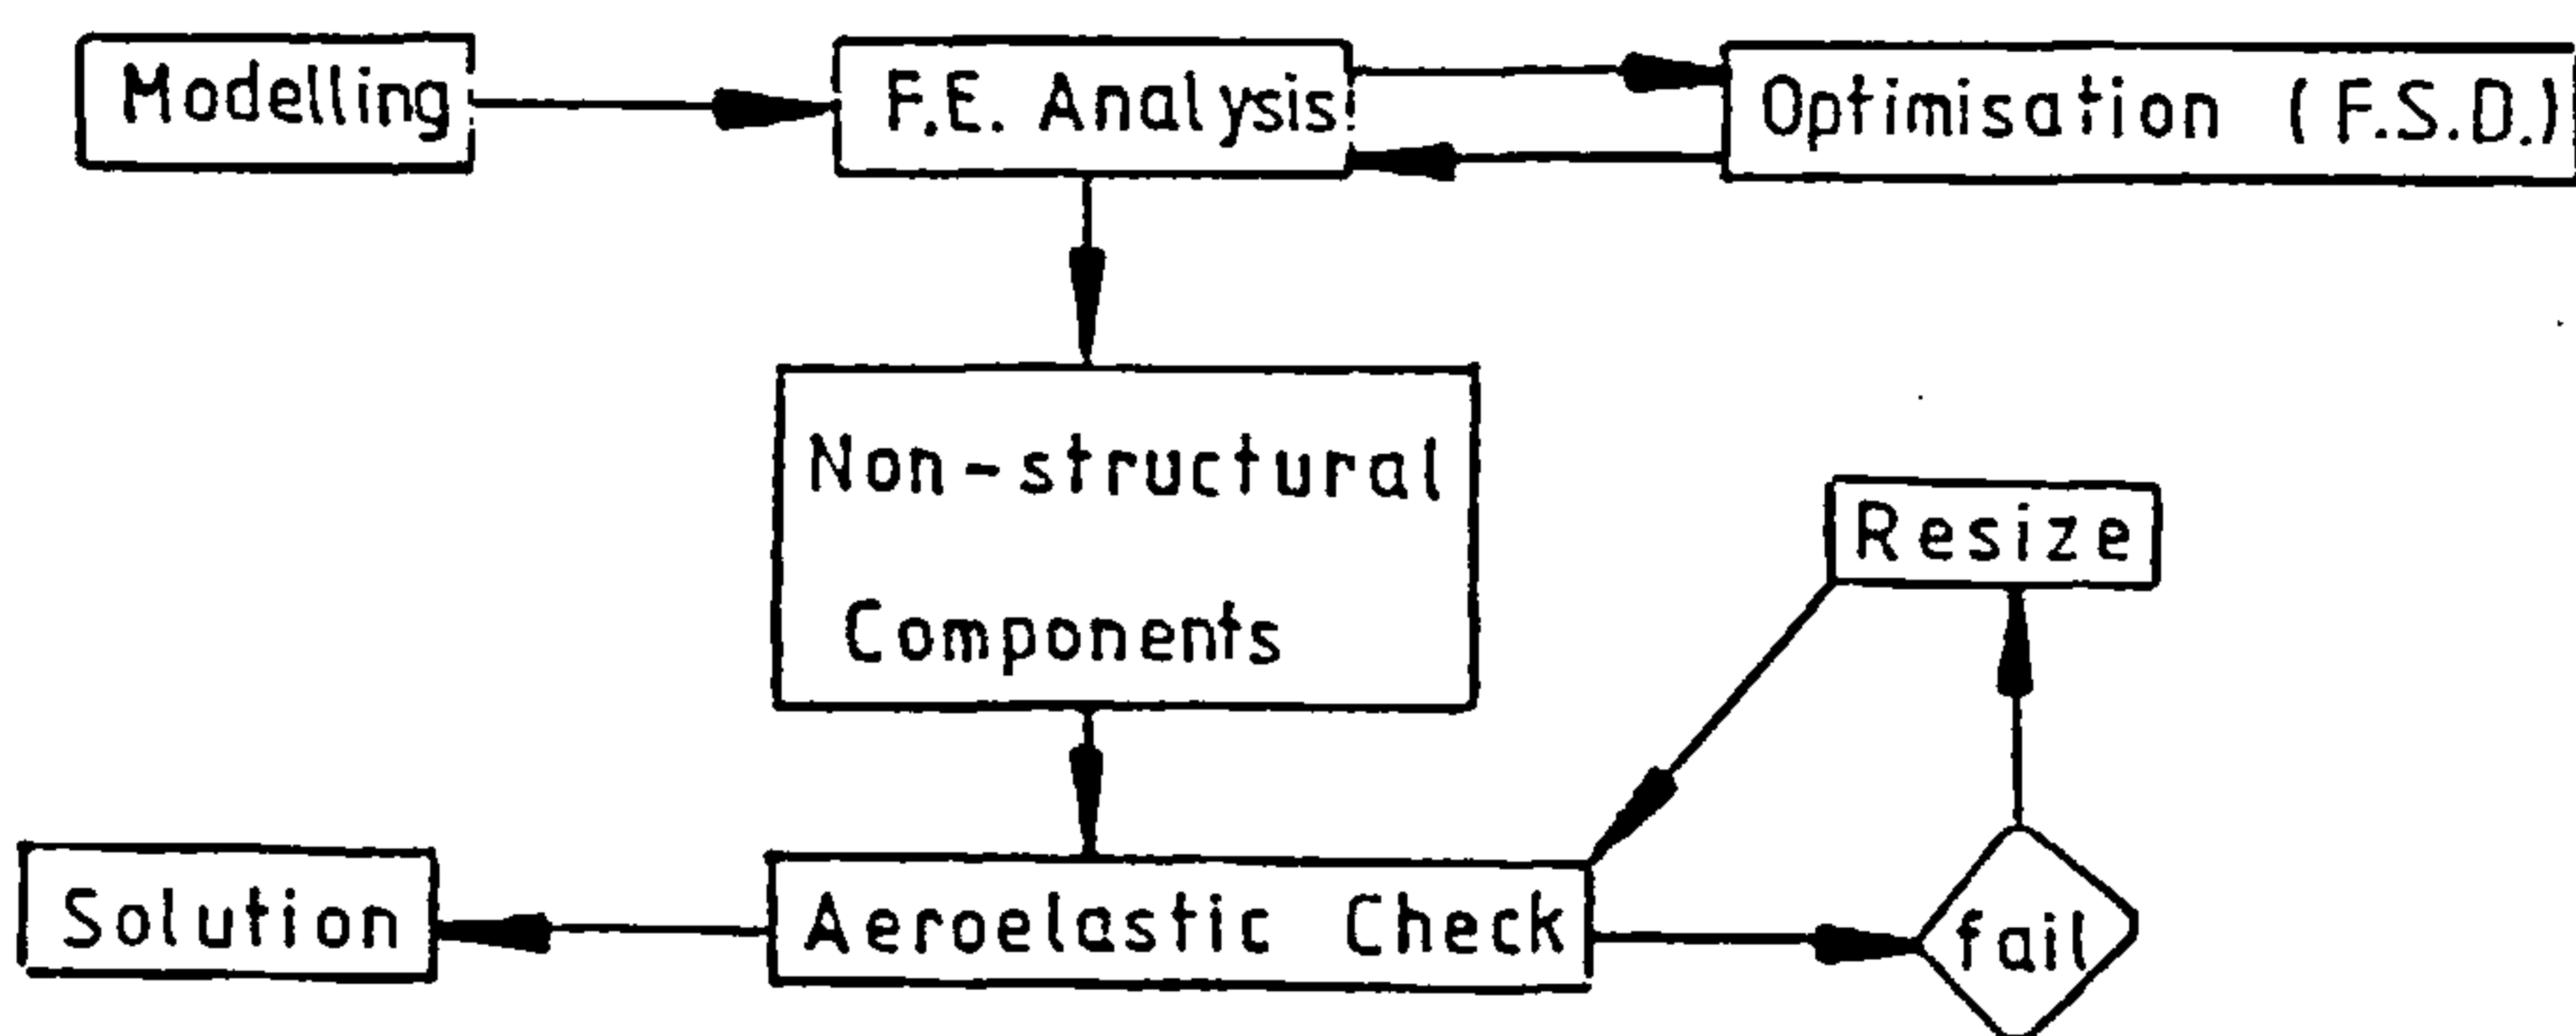 Modelling
F.E. Analysis
Optimisation (F.S.D.)
Non-structural
Components
Resize
Solution
Aeroelastic Check
fail